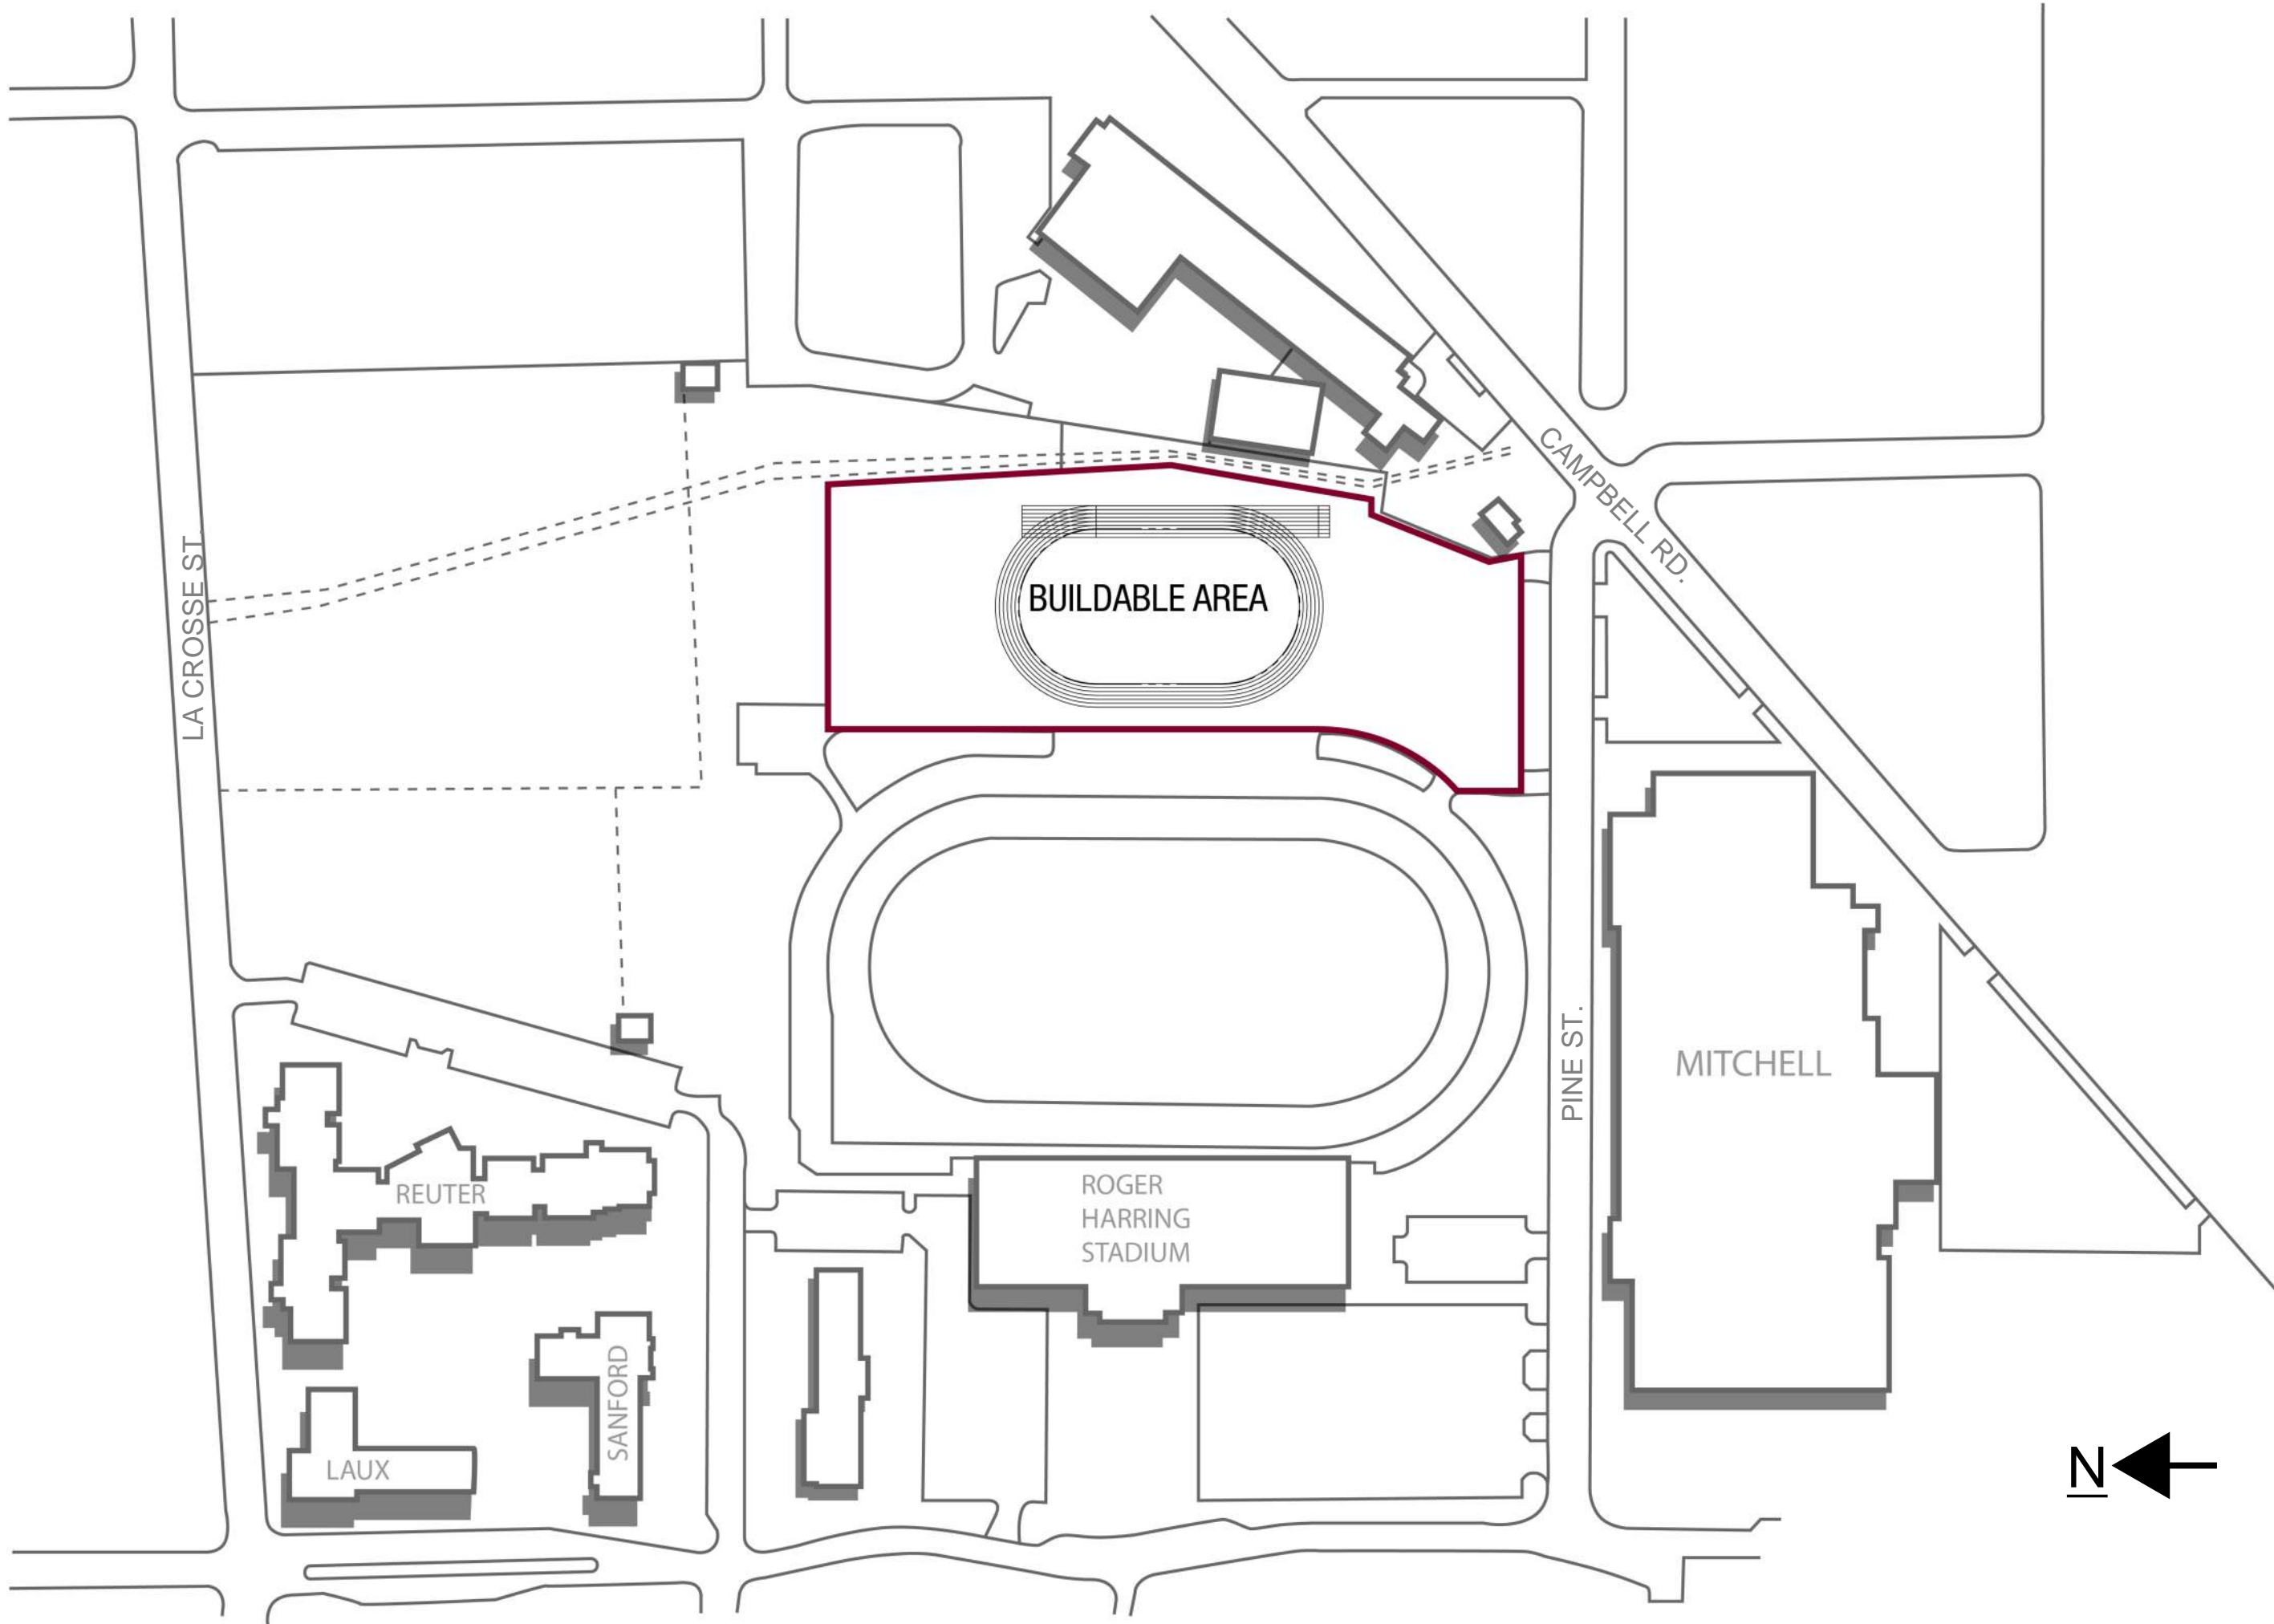 CAMPBELL RD.
LA CROSSE ST.
BUILDABLE AREA
PINE ST.
MITCHELL
REUTER
ROGER
HARRING
STADIUM
SANFORD
LAUX
N